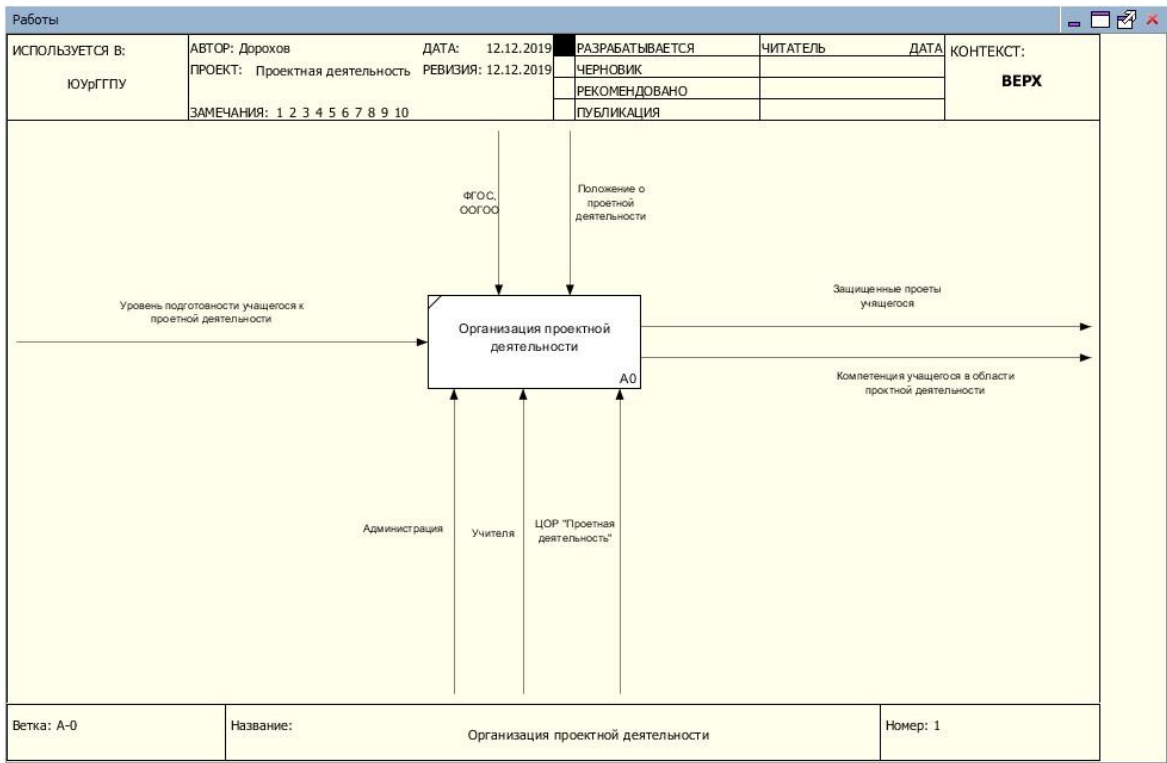 Работы
ИСПОЛЬЗУЕТСЯ В:
ЮУрГГПУ
АВТОР: Дорохов
ДАТА: 12.12.2019
ПРОЕКТ: Проектная деятельность
РЕВИЗИЯ: 12.12.2019
ЗАМЕЧАНИЯ: 1 2 3 4 5 6 7 8 9 10
РАЗРАБАТЫВАЕТСЯ
ЧЕРНОВИК
РЕКОМЕНДОВАНО
ПУБЛИКАЦИЯ
ЧИТАТЕЛЬ
ДАТА
КОНТЕКСТ:
ВЕРХ
ФГОС,
ООГОО
Положение о
проетной
деятельности
Уровень подготовности учащегося к
проетной деятельности
Организация проектной
деятельности
A0
Защищенные проеты
учящегося
Компетенция учащегося в области
проктной деятельности
Администрация
Учителя
ЦОР "Проетная
деятельность"
Ветка: A-0
Название:
Организация проектной деятельности
Номер: 1